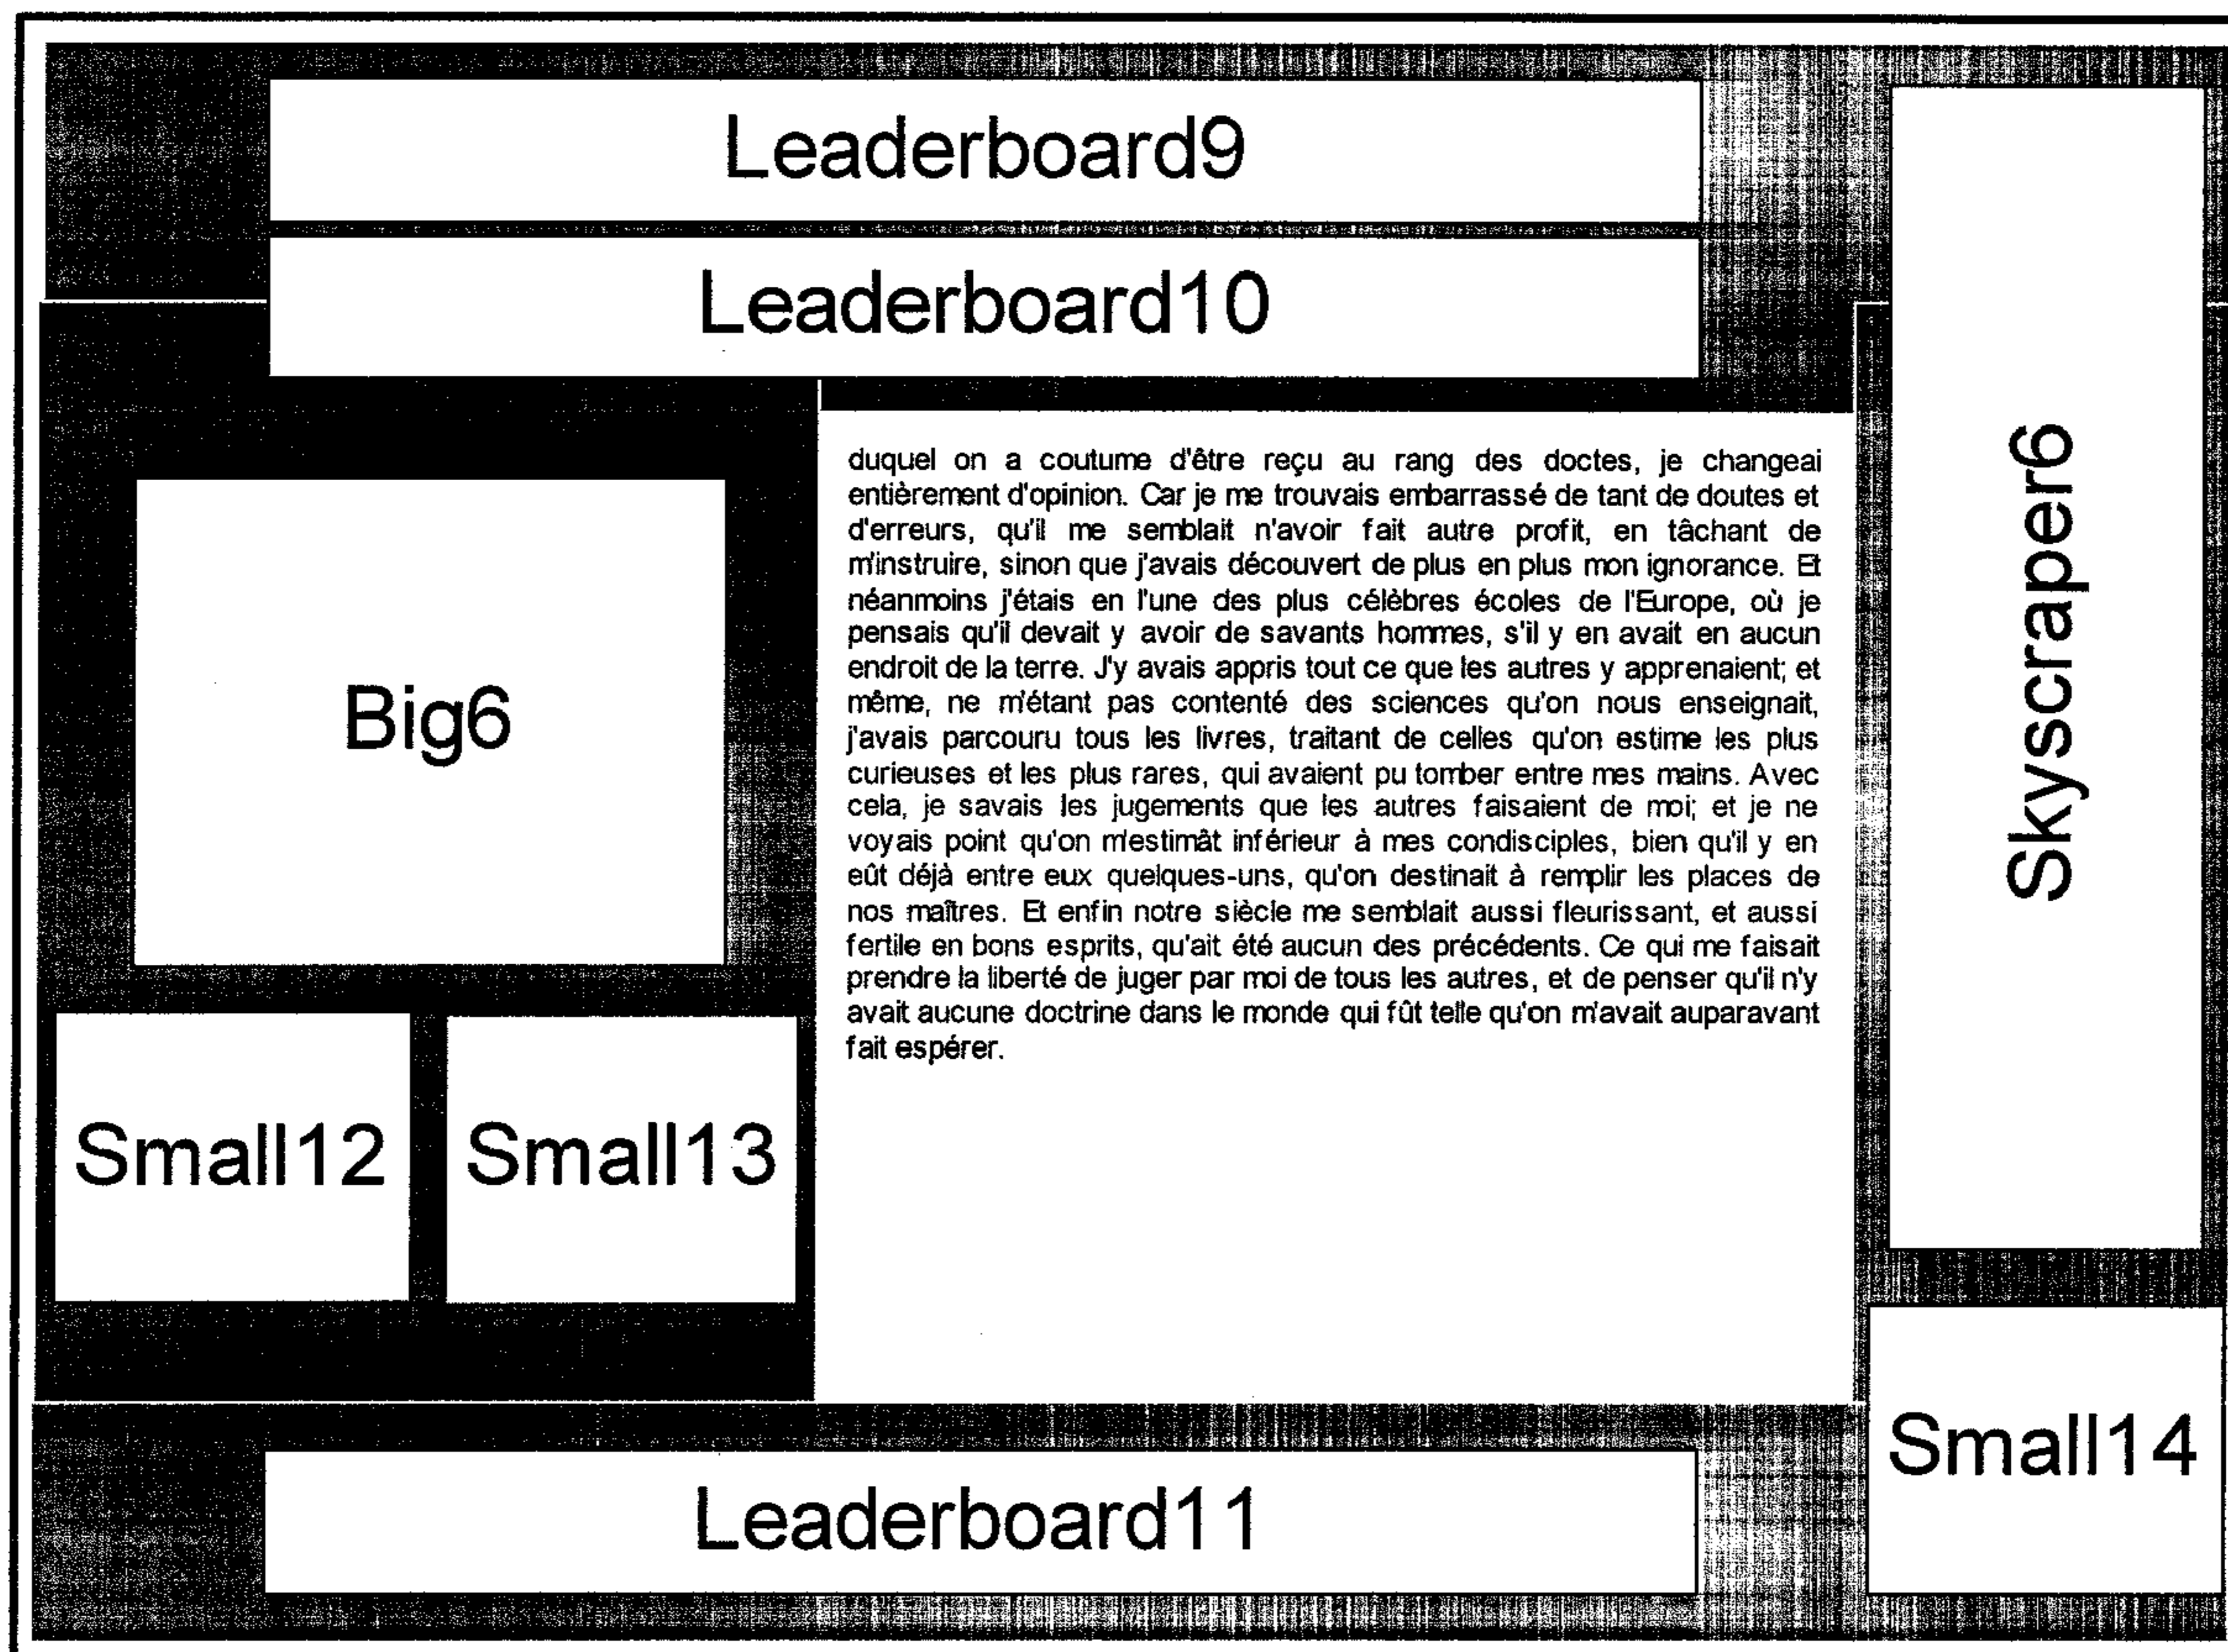 Leaderboard9
Leaderboard10
duquel on a coutume d'être reçu au rang des doctes, je changeai
entièrement d'opinion. Car je me trouvais embarrassé de tant de doutes et
d'erreurs, qu'il me semblait n'avoir fait autre profit, en tâchant de
m'instruire, sinon que j'avais découvert de plus en plus mon ignorance. Et
néanmoins j'étais en l'une des plus célèbres écoles de l'Europe, où je
pensais qu'il devait y avoir de savants hommes, s'il y en avait en aucun
endroit de la terre. J'y avais appris tout ce que les autres y apprenaient; et
même, ne m'étant pas contenté des sciences qu'on nous enseignait,
j'avais parcouru tous les livres, traitant de celles qu'on estime les plus
curieuses et les plus rares, qui avaient pu tomber entre mes mains. Avec
cela, je savais les jugements que les autres faisaient de moi; et je ne
voyais point qu'on m'estimât inférieur à mes condisciples, bien qu'il y en
eût déjà entre eux quelques-uns, qu'on destinait à remplir les places de
nos maîtres. Et enfin notre siècle me semblait aussi fleurissant, et aussi
fertile en bons esprits, qu'ait été aucun des précédents. Ce qui me faisait
prendre la liberté de juger par moi de tous les autres, et de penser qu'il n'y
avait aucune doctrine dans le monde qui fût telle qu'on m'avait auparavant
fait espérer.
Big6
Small12
Small13
Skyscraper6
Small14
Leaderboard11